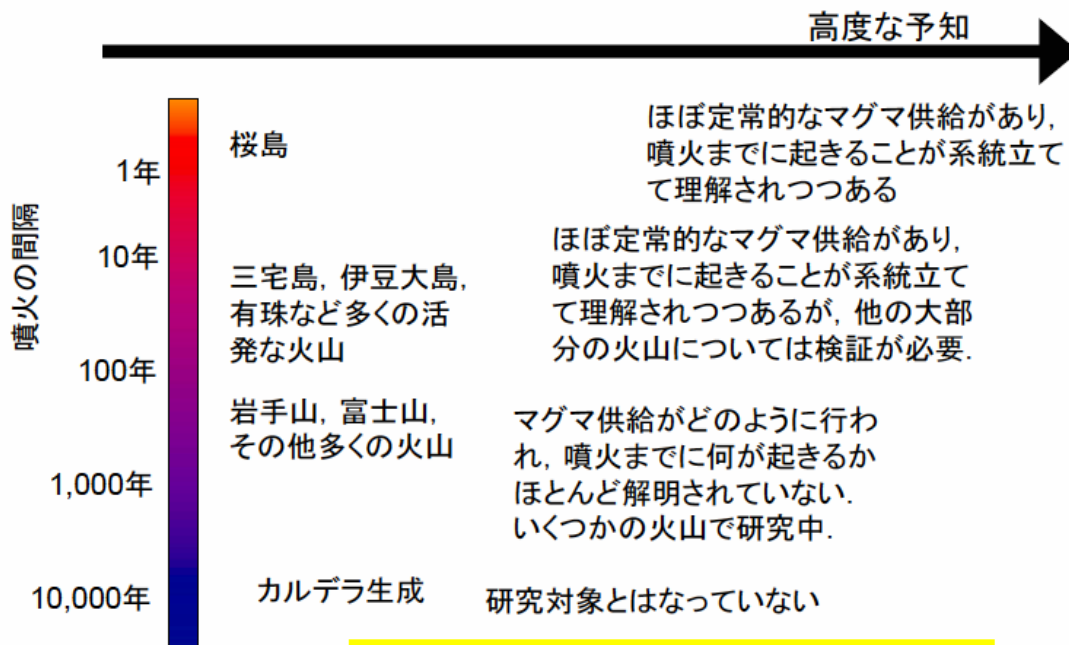 高度な予知
噴火の間隔
1年
10年
100年
1,000年
10,000年
桜島
ほぼ定常的なマグマ供給があり,
噴火までに起きることが系統立て
て理解されつつある
三宅島, 伊豆大島,
有珠など多くの活
発な火山
ほぼ定常的なマグマ供給があり,
噴火までに起きることが系統立て
て理解されつつあるが, 他の大部
分の火山については検証が必要.
岩手山, 富士山,
その他多くの火山
マグマ供給がどのように行わ
れ, 噴火までに何が起きるか
ほとんど解明されていない.
いくつかの火山で研究中.
カルデラ生成
研究対象とはなっていない